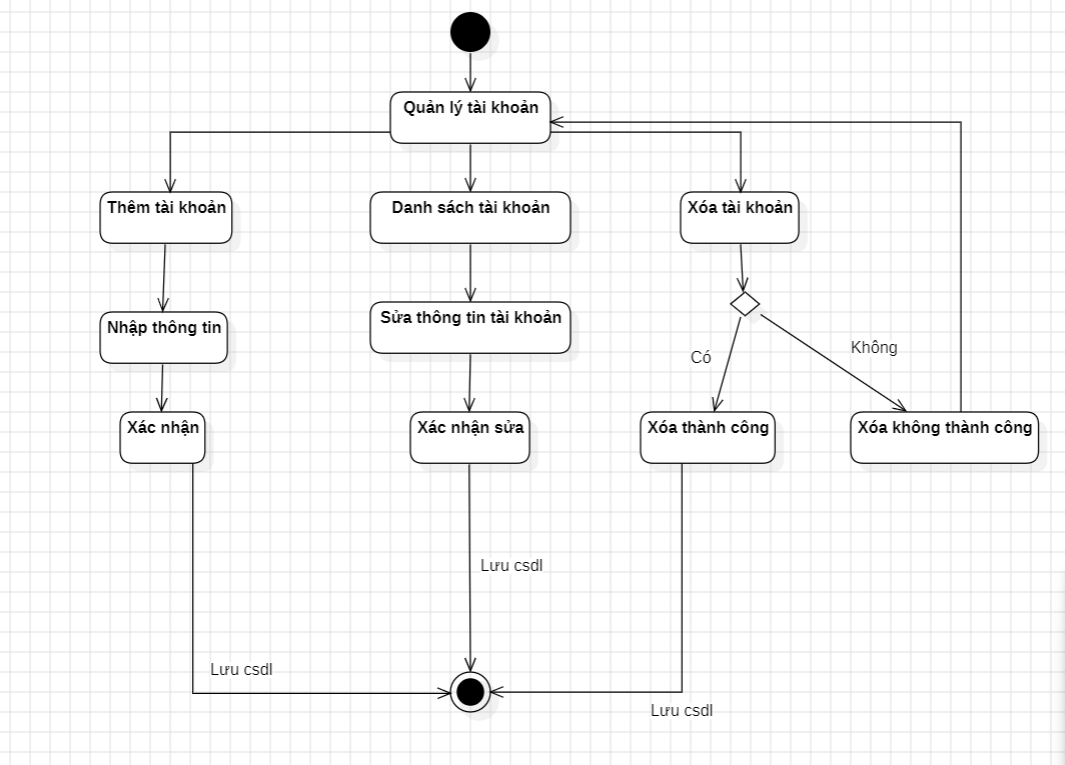 Quản lý tài khoản
Thêm tài khoản
Danh sách tài khoản
Xóa tài khoản
Nhập thông tin
Sửa thông tin tài khoản
Có
Không
Xác nhận
Xác nhận sửa
Xóa thành công
Xóa không thành công
Lưu csdl
Lưu csdl
Lưu csdl